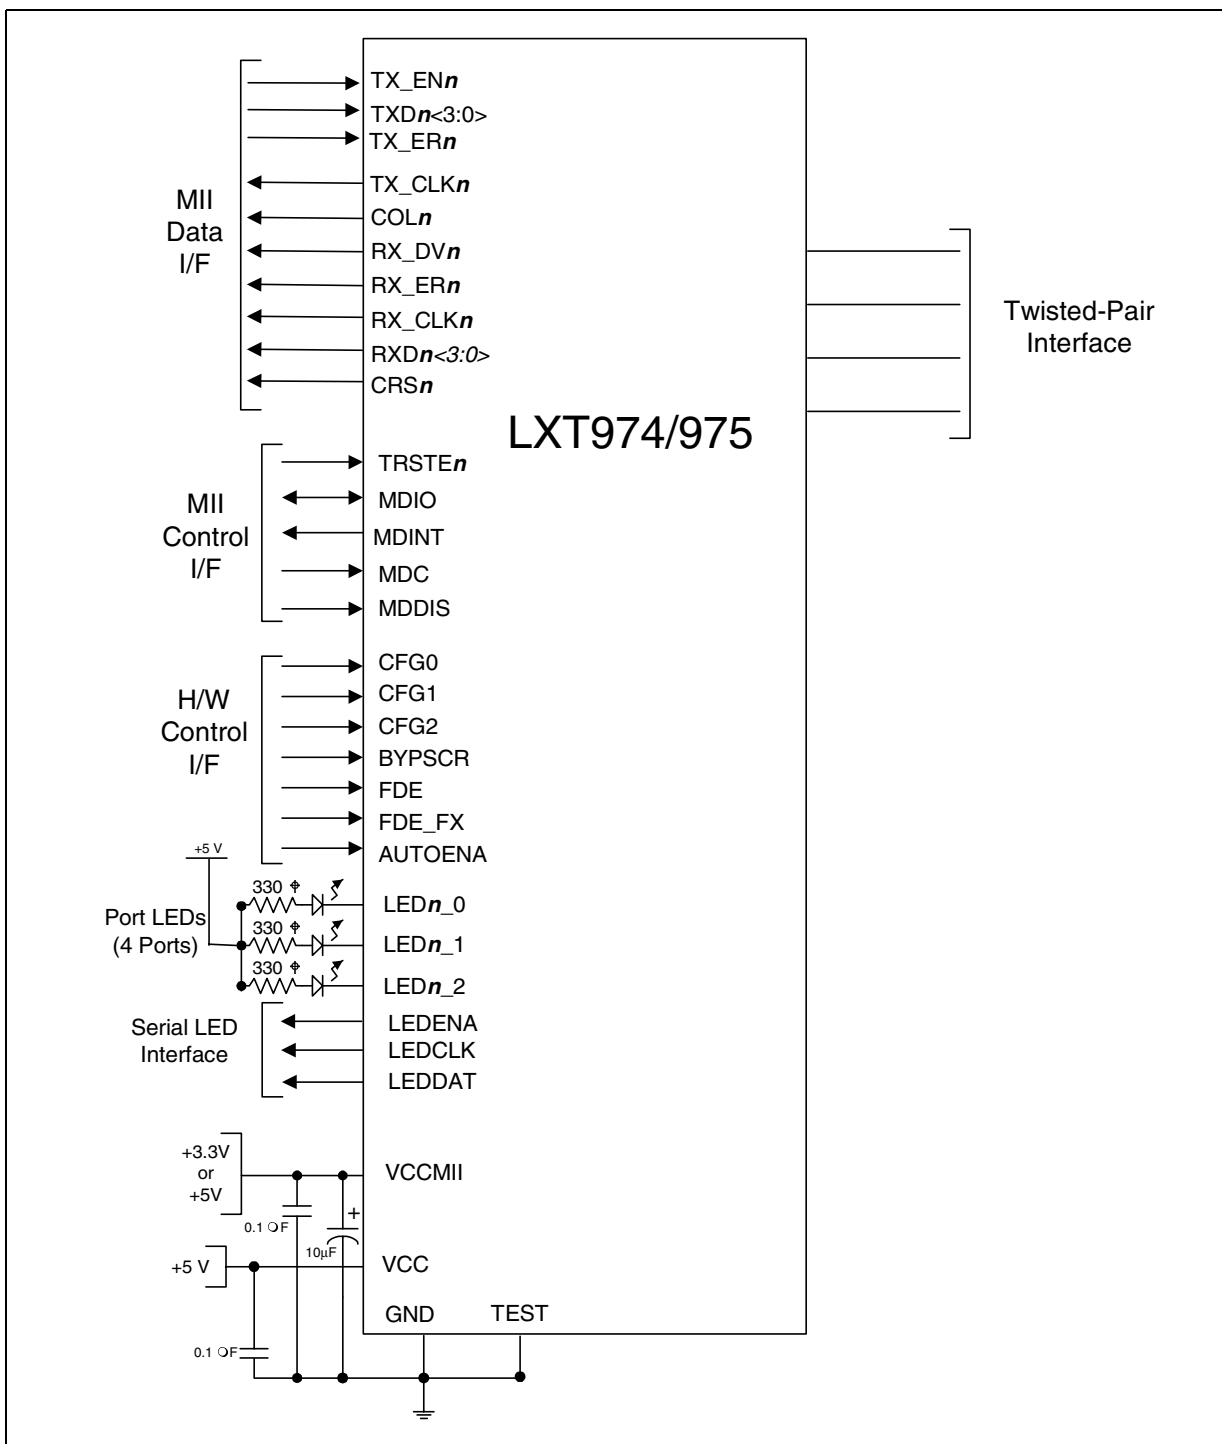 TX_ENn
TXDn<3:0>
TX_ERn
TX_CLKn
COLn
RX_DVn
RX_ERn
RX_CLKn
RXDn<3:0>
CRSn
MII
Data
I/F
Twisted-Pair
Interface
LXT974/975
TRSTEn
MDIO
MDINT
MDC
MDDIS
MII
Control
I/F
CFG0
CFG1
CFG2
BYPSCR
FDE
FDE_FX
AUTOENA
H/W
Control
I/F
+5 V
330 ⌖
LEDn_0
330 ⌖
LEDn_1
330 ⌖
LEDn_2
Port LEDs
(4 Ports)
LEDENA
LEDCLK
LEDDAT
Serial LED
Interface
+3.3V
or
+5V
VCCMII
0.1 ❍F
+
10µF
+5 V
VCC
0.1 ❍F
GND
TEST